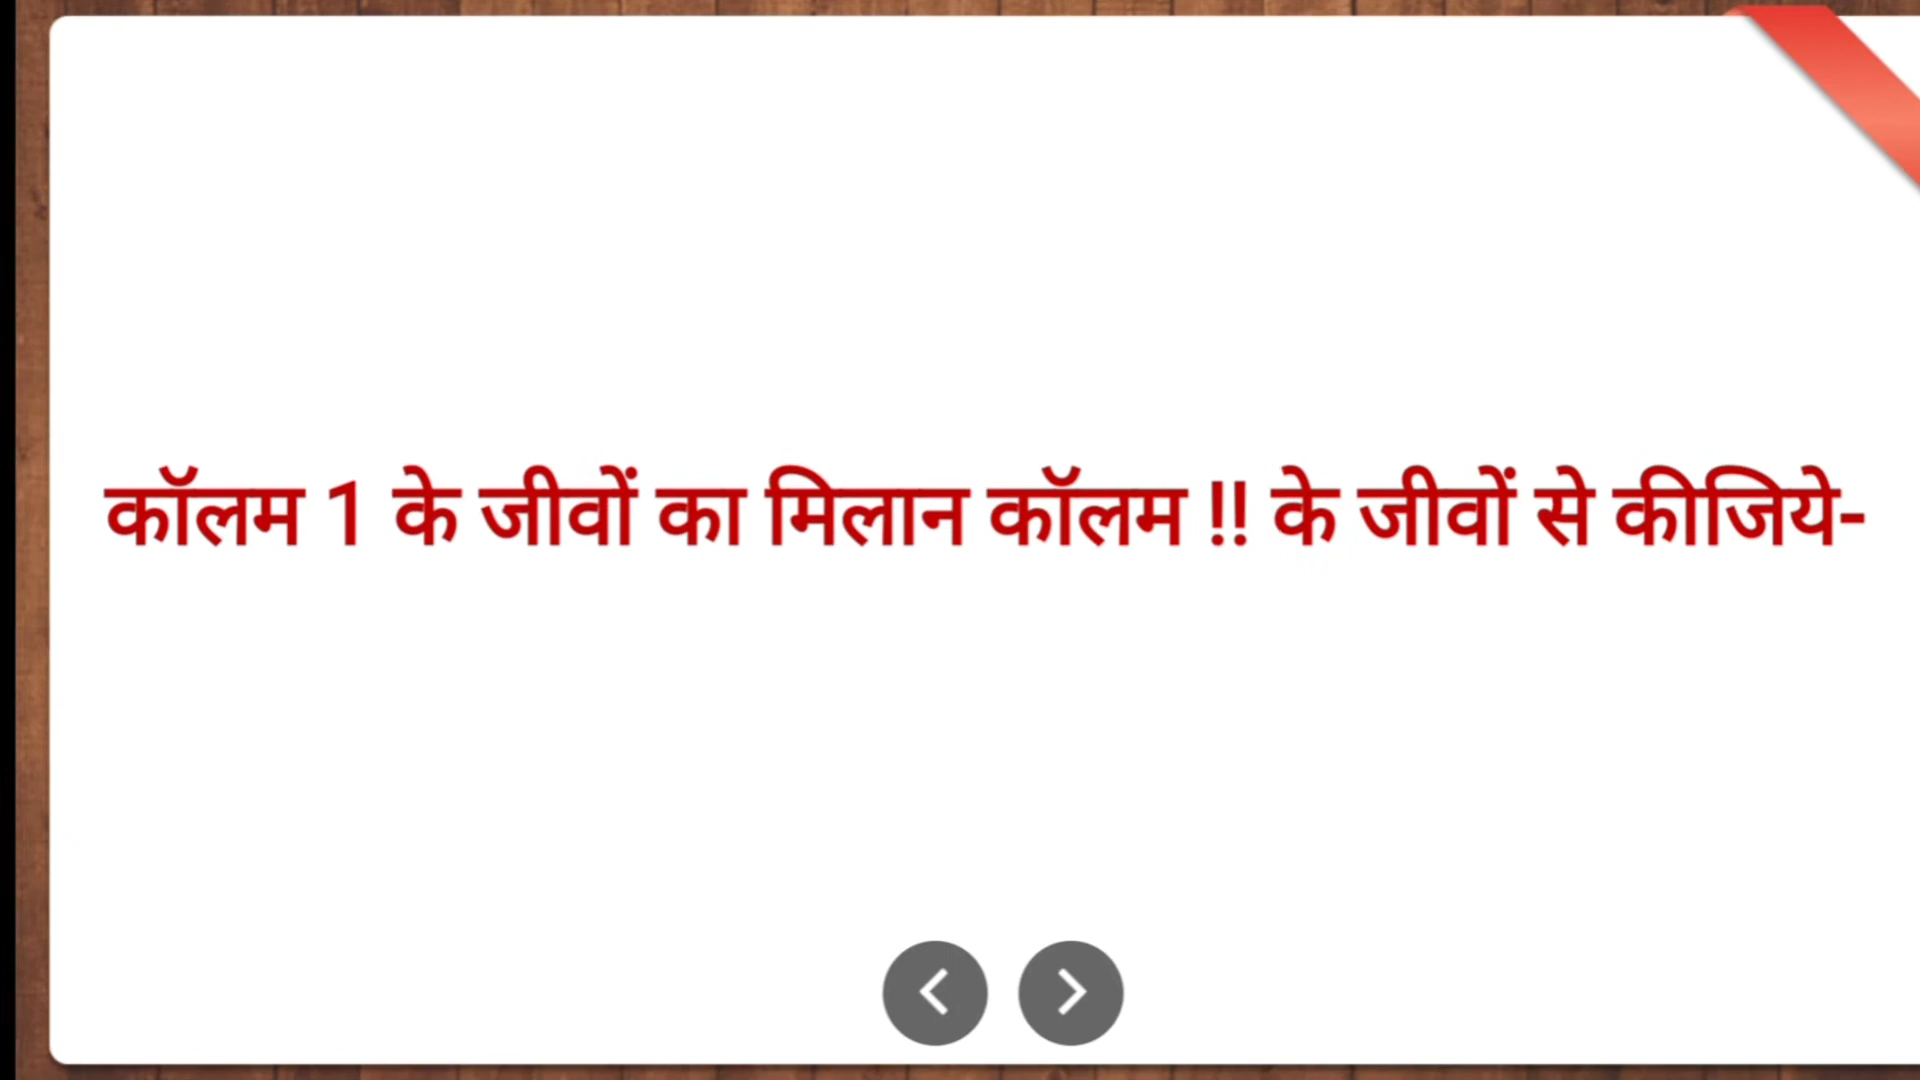 कॉलम 1 के जीवों का मिलान कॉलम !! के जीवों से कीजिये-